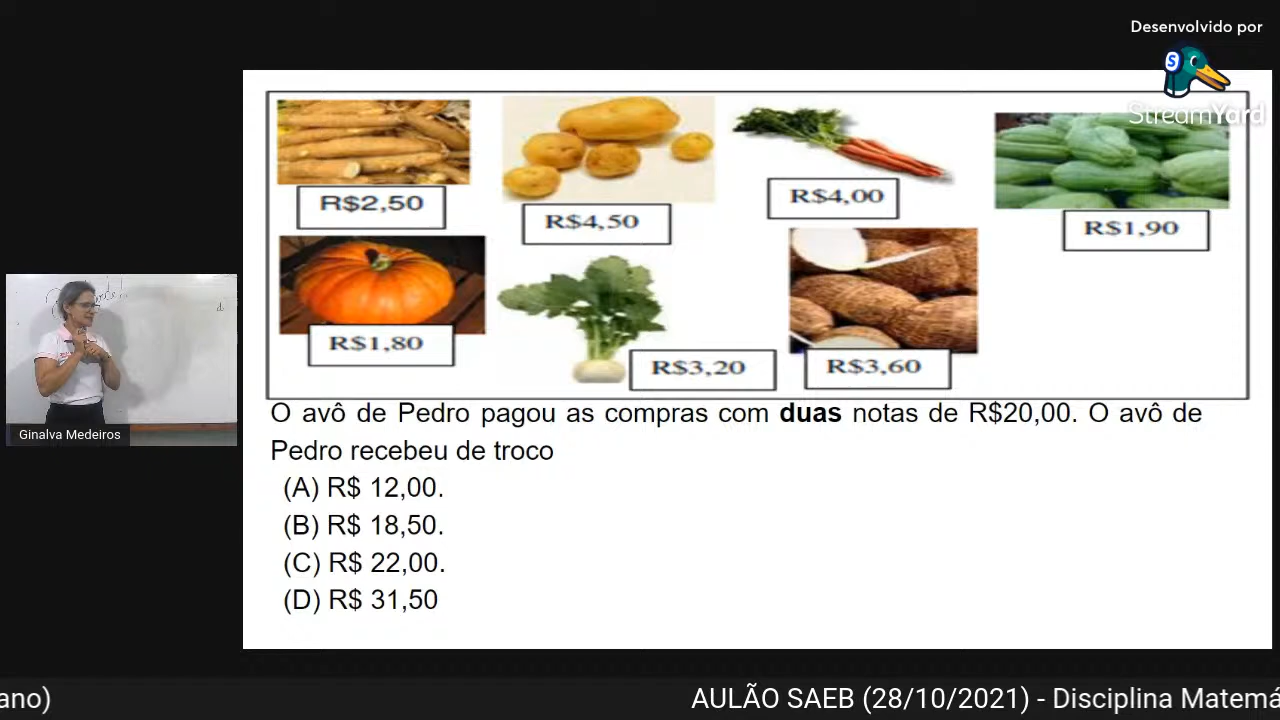 Desenvolvido por
StreamYard
R$2,50
R$4,50
R$4,00
R$1,90
R$1,80
R$3,20
R$3,60
O avô de Pedro pagou as compras com duas notas de R$20,00. O avô de
Pedro recebeu de troco
(A) R$ 12,00.
(B) R$ 18,50.
(C) R$ 22,00.
(D) R$ 31,50
Ginalva Medeiros
ano)
AULÃO SAEB (28/10/2021) - Disciplina Matemá